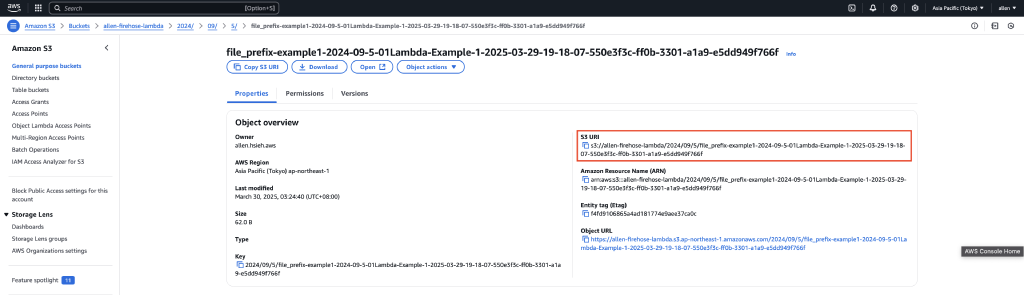 aws
Search
[Option+S]
Asia Pacific (Tokyo)
allen
Amazon S3
Buckets
allen-firehose-lambda
2024/
09/
5/
file_prefix-example1-2024-09-5-01Lambda-Example-1-2025-03-29-19-18-07-550e3f3c-ff0b-3301-a1a9-e5dd949f766f
Amazon S3
General purpose buckets
Directory buckets
Table buckets
Access Grants
Access Points
Object Lambda Access Points
Multi-Region Access Points
Batch Operations
IAM Access Analyzer for S3
Block Public Access settings for this
account
Storage Lens
Dashboards
Storage Lens groups
AWS Organizations settings
Feature spotlight 11
file_prefix-example1-2024-09-5-01Lambda-Example-1-2025-03-29-19-18-07-550e3f3c-ff0b-3301-a1a9-e5dd949f766f Info
Copy S3 URI
Download
Open
Object actions
Properties
Permissions
Versions
Object overview
Owner
allen.hsieh.aws
AWS Region
Asia Pacific (Tokyo) ap-northeast-1
Last modified
March 30, 2025, 03:24:40 (UTC+08:00)
Size
62.0 B
Type
Key
2024/09/5/file_prefix-example1-2024-09-5-01Lambda-Example-1-2025-03-29-19-18-07-550e3f3c-ff0b-3301-a1a
9-e5dd949f766f
S3 URI
s3://allen-firehose-lambda/2024/09/5/file_prefix-example1-2024-09-5-01Lambda-Example-1-2025-03-29-19-18-
07-550e3f3c-ff0b-3301-a1a9-e5dd949f766f
Amazon Resource Name (ARN)
arn:aws:s3:::allen-firehose-lambda/2024/09/5/file_prefix-example1-2024-09-5-01Lambda-Example-1-2025-03-29-
-19-18-07-550e3f3c-ff0b-3301-a1a9-e5dd949f766f
Entity tag (Etag)
f4fd9106865a4ad181774e9aee37ca0c
Object URL
https://allen-firehose-lambda.s3.ap-northeast-1.amazonaws.com/2024/09/5/file_prefix-example1-2024-09-5-01La
mbda-Example-1-2025-03-29-19-18-07-550e3f3c-ff0b-3301-a1a9-e5dd949f766f
AWS Console Home